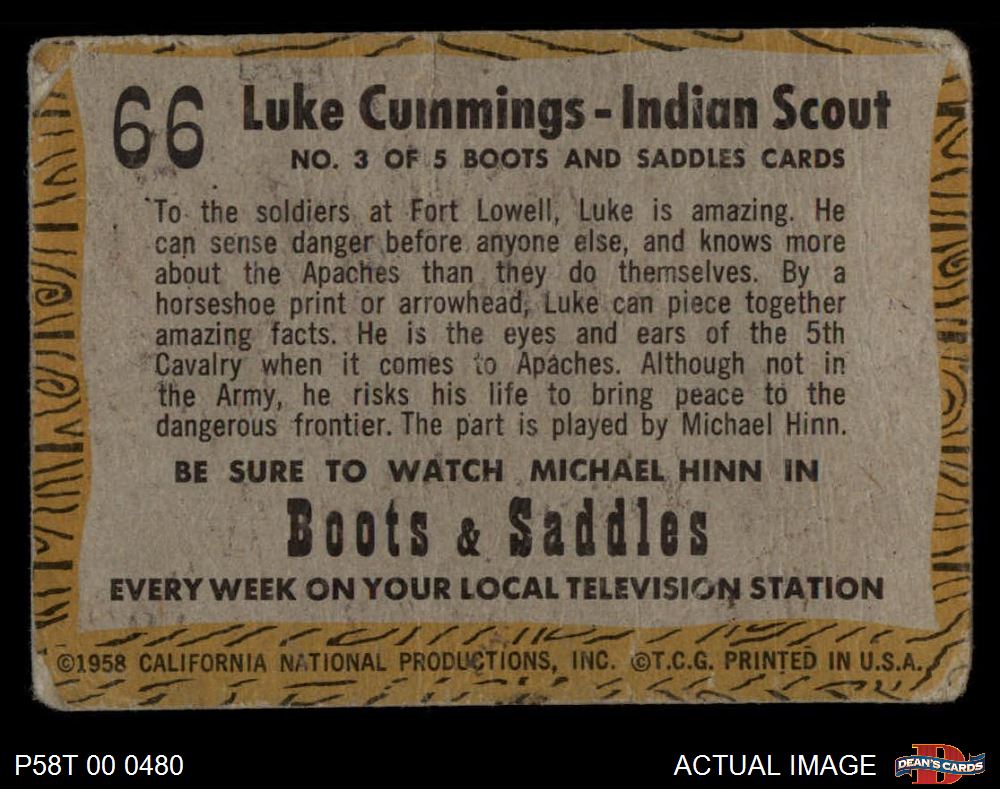 66 Luke Cummings - Indian Scout
NO. 3 OF 5 BOOTS AND SADDLES CARDS
To the soldiers at Fort Lowell, Luke is amazing. He
can sense danger before anyone else, and knows more
about the Apaches than they do themselves. By a
horseshoe print or arrowhead, Luke can piece together
amazing facts. He is the eyes and ears of the 5th
Cavalry when it comes to Apaches. Although not in
the Army, he risks his life to bring peace to the
dangerous frontier. The part is played by Michael Hinn.
BE SURE TO WATCH MICHAEL HINN IN
Boots & Saddles
EVERY WEEK ON YOUR LOCAL TELEVISION STATION
©1958 CALIFORNIA NATIONAL PRODUCTIONS, INC. ©T.C.G. PRINTED IN U.S.A.
P58T 00 0480
ACTUAL IMAGE
D
DEAN'S CARDS